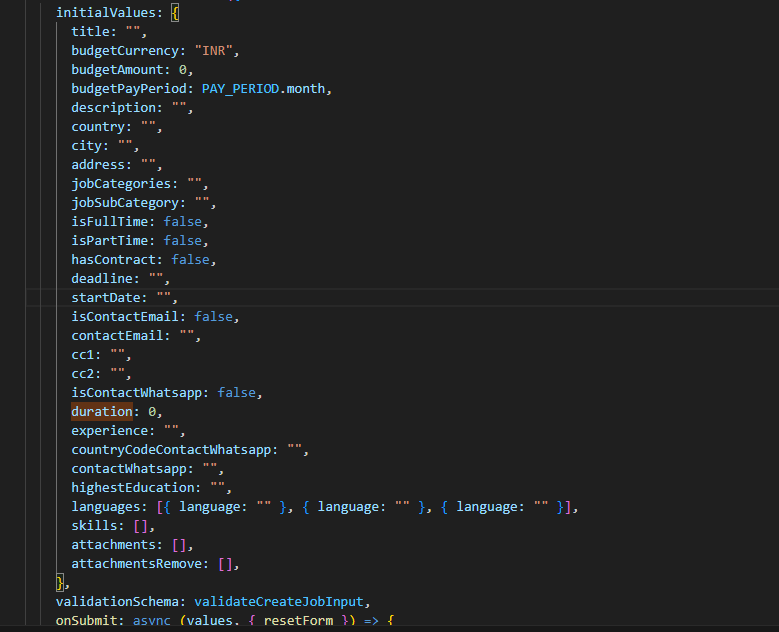 initialValues: {
title: "",
budgetCurrency: "INR",
budgetAmount: 0,
budgetPayPeriod: PAY_PERIOD.month,
description: "",
country: "",
city: "",
address: "",
jobCategories: "",
jobSubCategory: "",
isFullTime: false,
isPartTime: false,
hasContract: false,
deadline: "",
startDate: "",
isContactEmail: false,
contactEmail: "",
cc1: "",
cc2: "",
isContactWhatsapp: false,
duration: 0,
experience: "",
countryCodeContactWhatsapp: "",
contactWhatsapp: "",
highestEducation: "",
languages: [{ language: "" }, { language: "" }, { language: "" }],
skills: [],
attachments: [],
attachmentsRemove: [],
},
validationSchema: validateCreateJobInput,
onSubmit: async (values, { resetForm }) => {